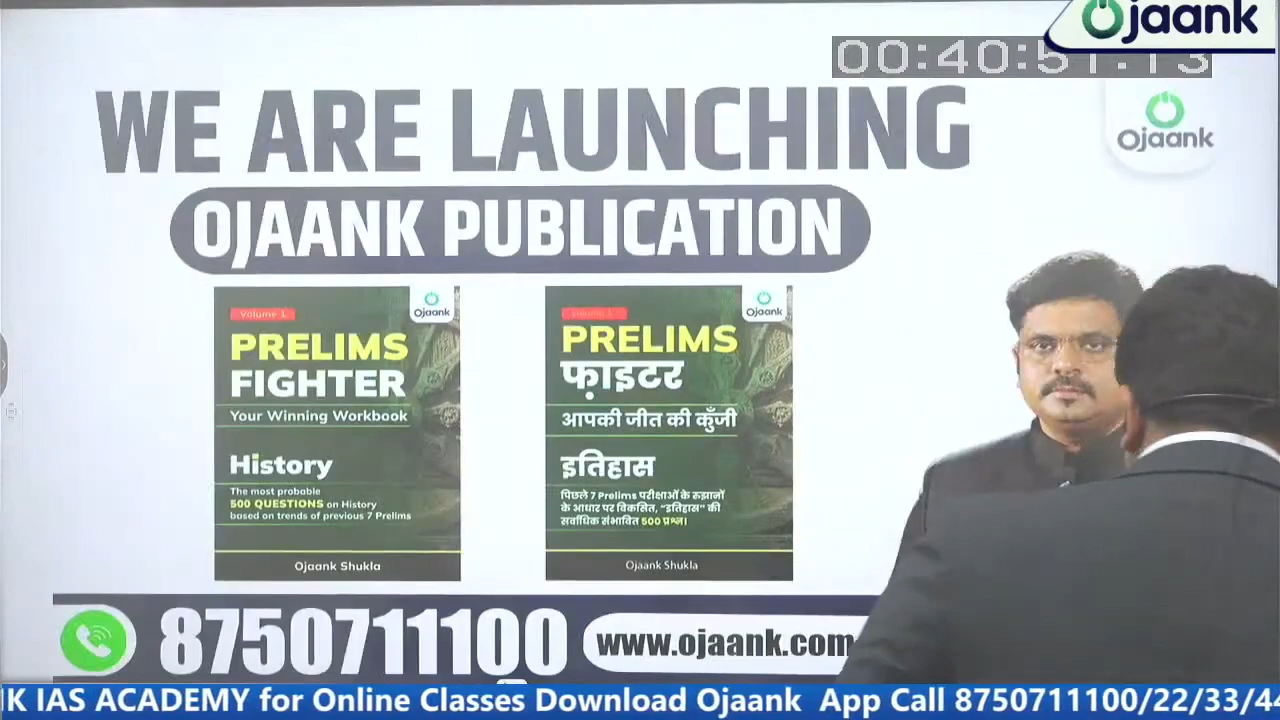 Ojaank
00:40:51:13
WE ARE LAUNCHING
Ojaank
OJAANK PUBLICATION
Volume 1
Ojaank
PRELIMS
FIGHTER
Your Winning Workbook
History
The most probable
500 QUESTIONS on History
based on trends of previous 7 Prelims
Ojaank Shukla
Volume 1
Ojaank
PRELIMS
फ़ाइटर
आपकी जीत की कुँजी
इतिहास
पिछले 7 Prelims परीक्षाओं के रुझानों
के आधार पर विकसित, “इतिहास” की
सर्वाधिक संभावित 500 प्रश्न।
Ojaank Shukla
8750711100
www.ojaank.com
K IAS ACADEMY for Online Classes Download Ojaank App Call 8750711100/22/33/44